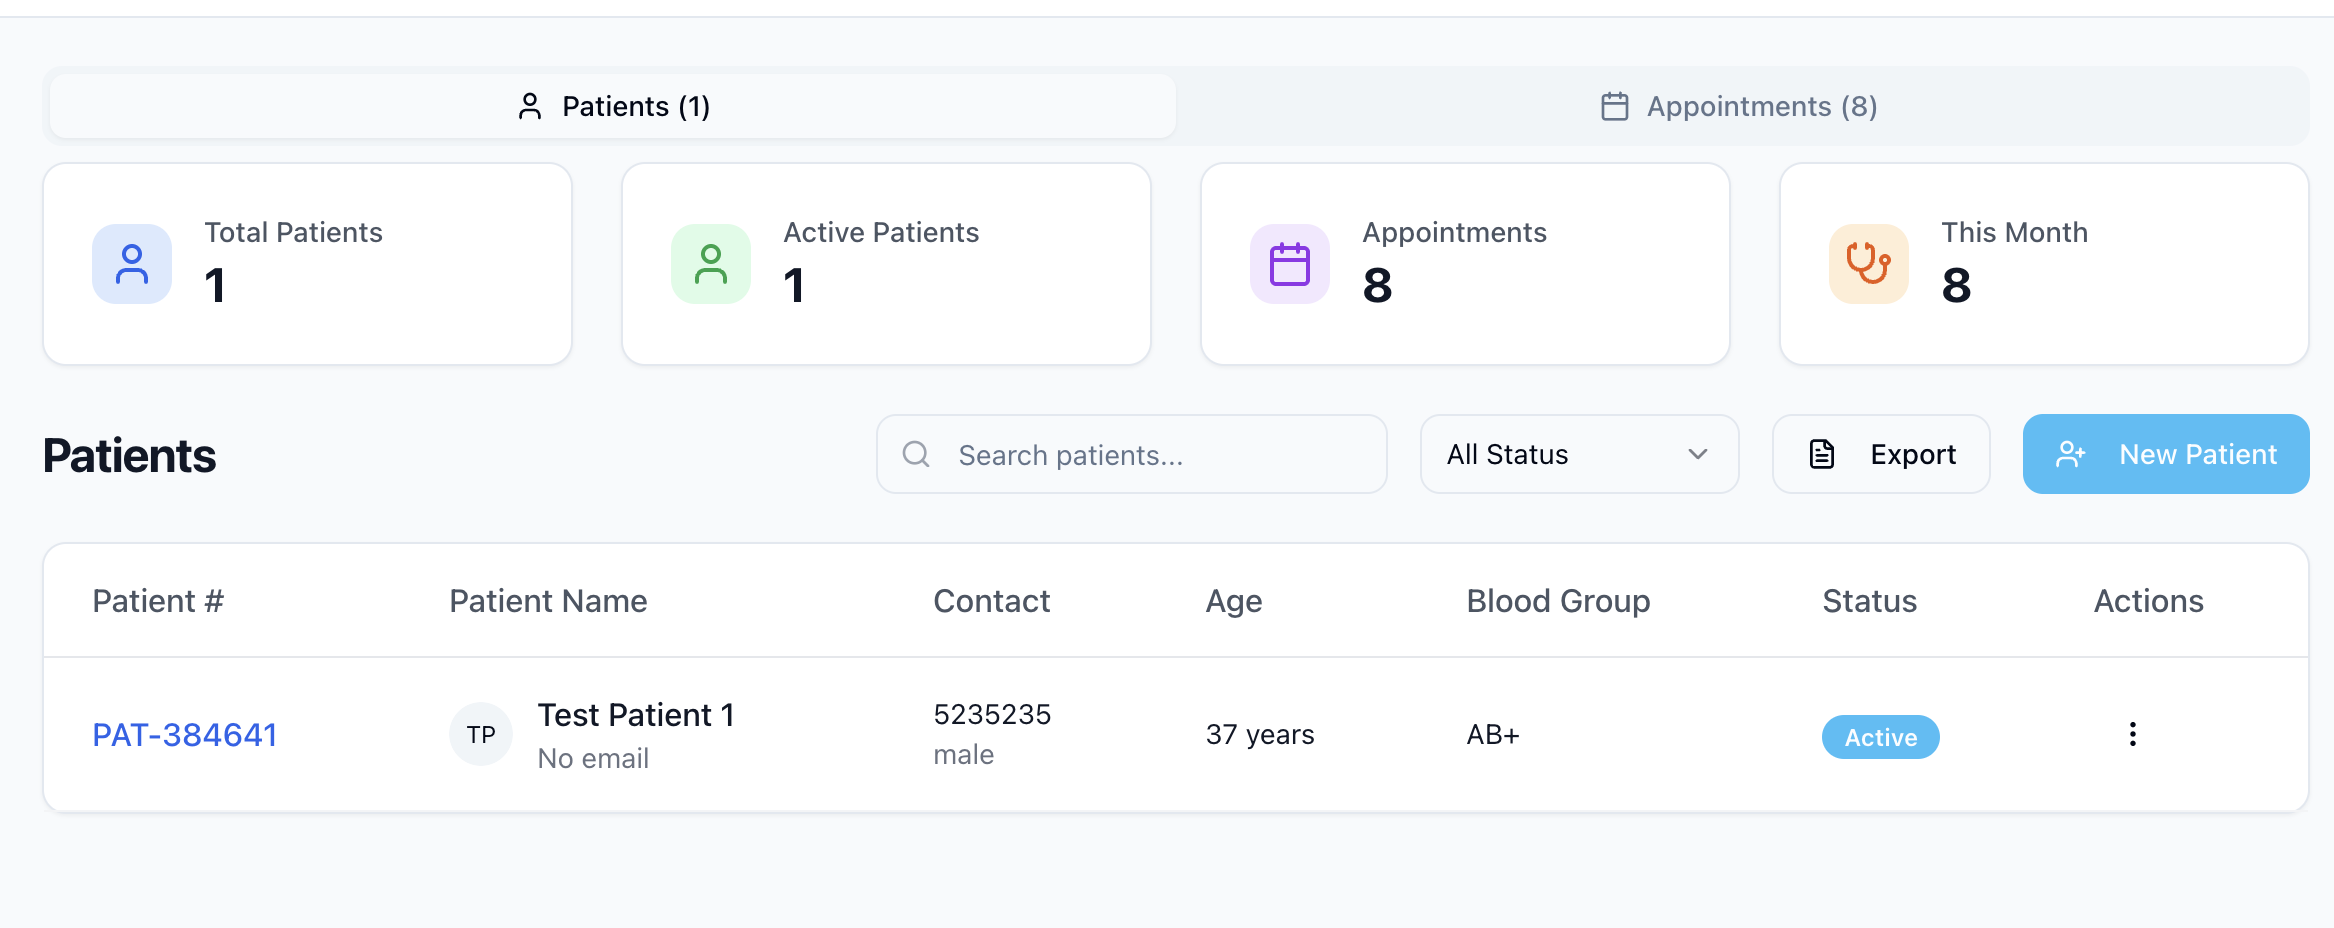 Patients (1)
Appointments (8)
Total Patients
1
Active Patients
1
Appointments
8
This Month
8
Patients
Search patients...
All Status
Export
New Patient
Patient #
Patient Name
Contact
Age
Blood Group
Status
Actions
PAT-384641
TP
Test Patient 1
No email
5235235
male
37 years
AB+
Active